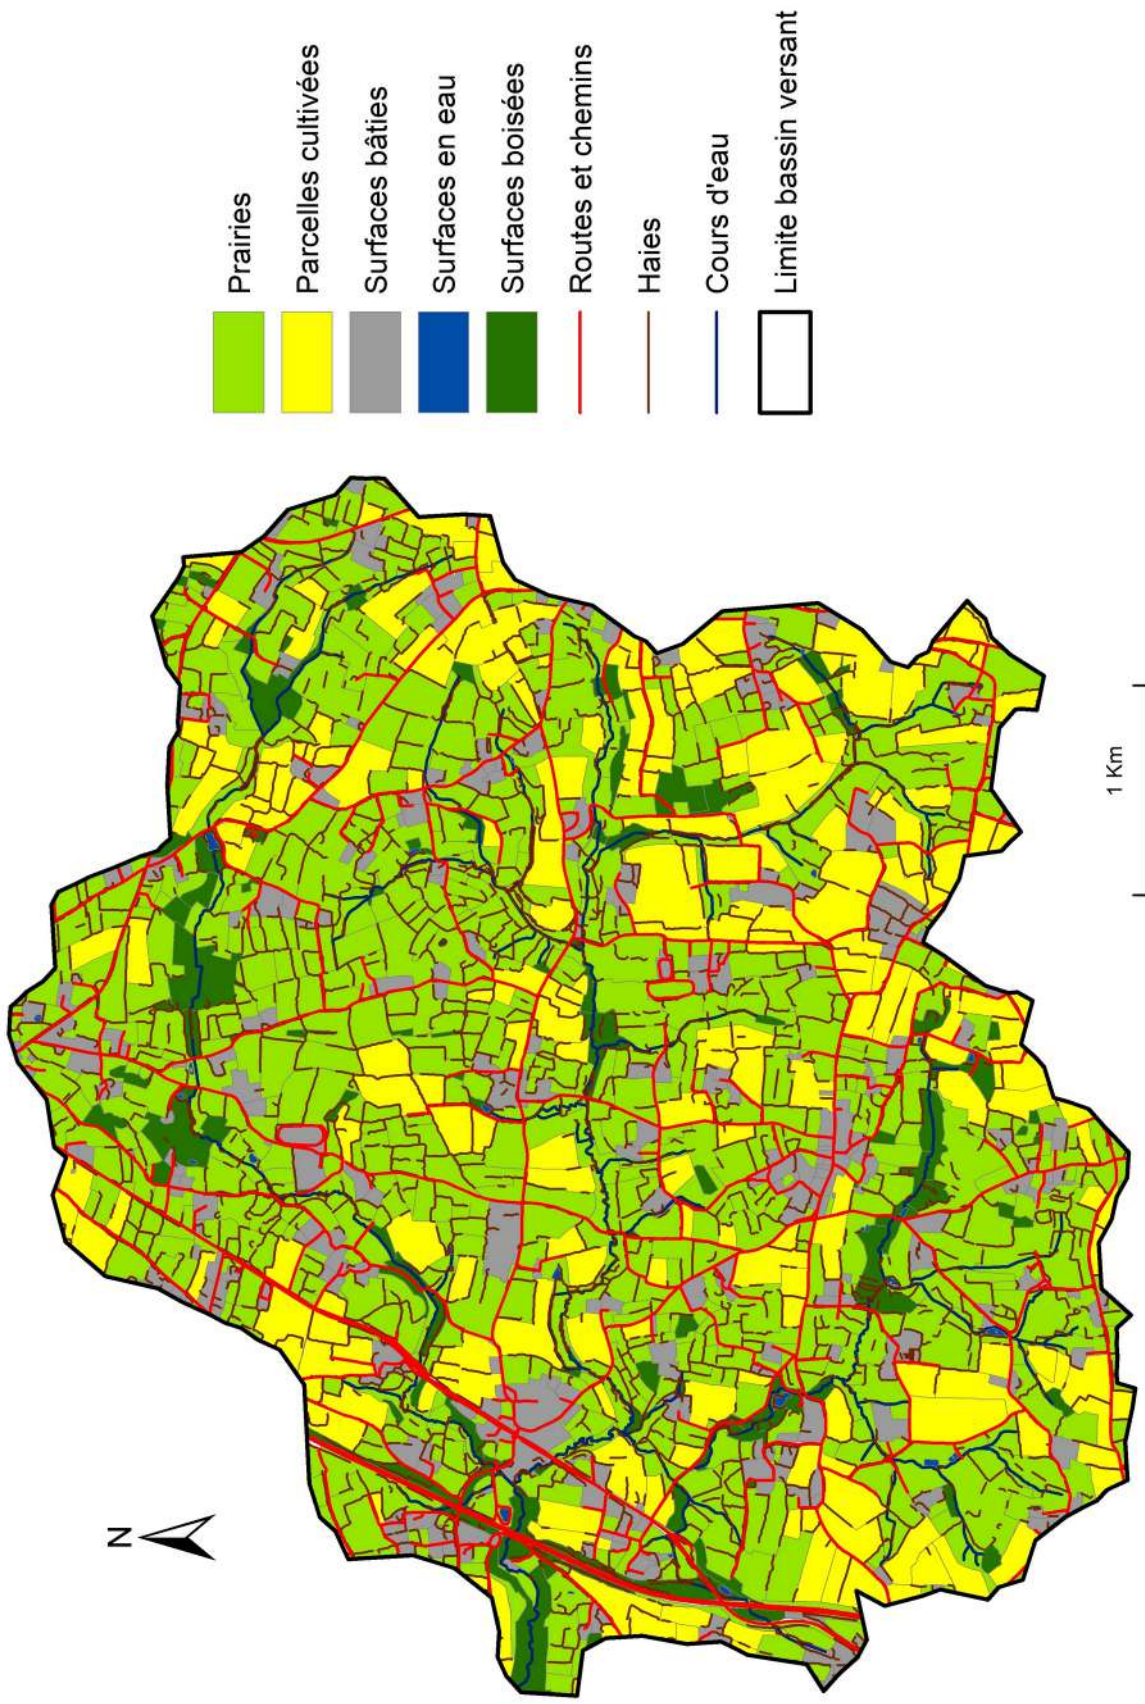 N
Prairies
Parcelles cultivées
Surfaces bâties
Surfaces en eau
Surfaces boisées
Routes et chemins
Haies
Cours d'eau
Limite bassin versant
1 Km